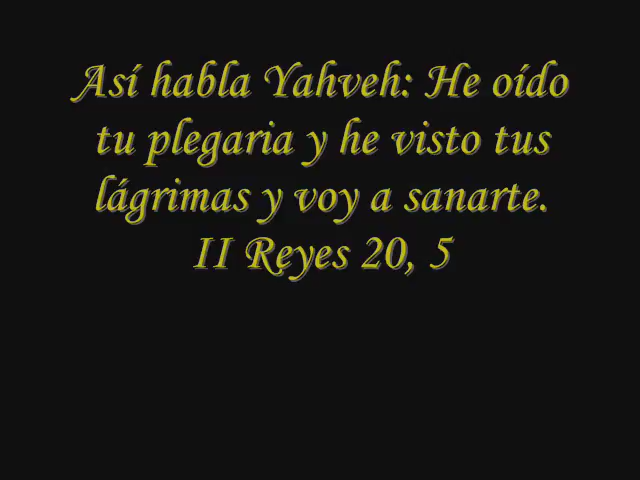 Así habla Yahveh: He oído
tu plegaria y he visto tus
lágrimas y voy a sanarte.
II Reyes 20, 5